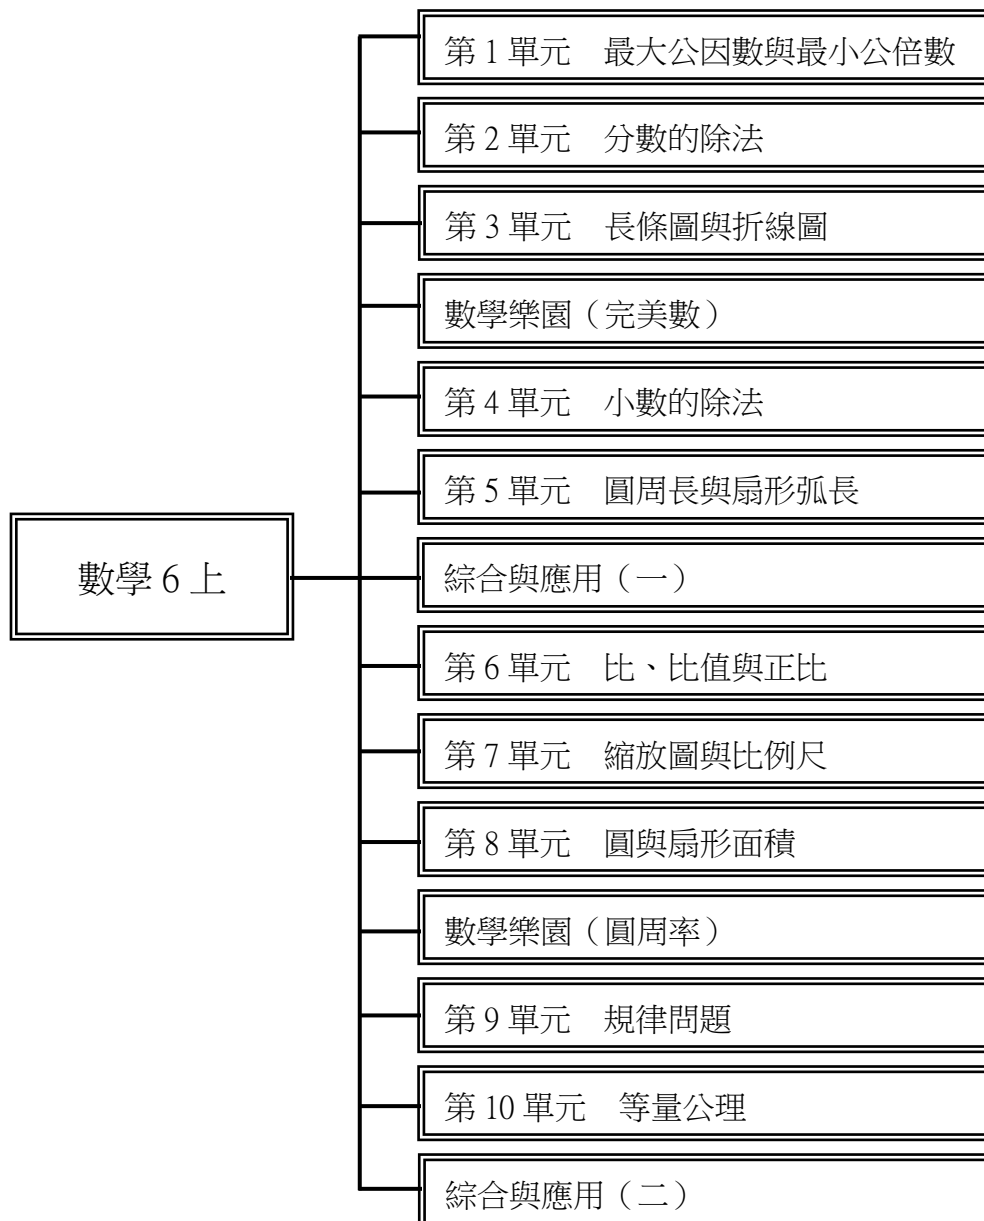 第 1 單元 最大公因數與最小公倍數
第 2 單元 分數的除法
第 3 單元 長條圖與折線圖
數學樂園（完美數）
第 4 單元 小數的除法
第 5 單元 圓周長與扇形弧長
數學 6 上
綜合與應用（一）
第 6 單元 比、比值與正比
第 7 單元 縮放圖與比例尺
第 8 單元 圓與扇形面積
數學樂園（圓周率）
第 9 單元 規律問題
第 10 單元 等量公理
綜合與應用（二）